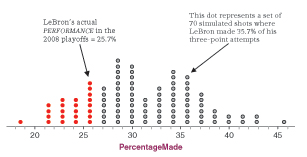 LeBron's actual
PERFORMANCE in the
2008 playoffs = 25.7%
This dot represents a set of
70 simulated shots where
LeBron made 35.7% of his
three-point attempts
20 25 30 35 40 45
PercentageMade